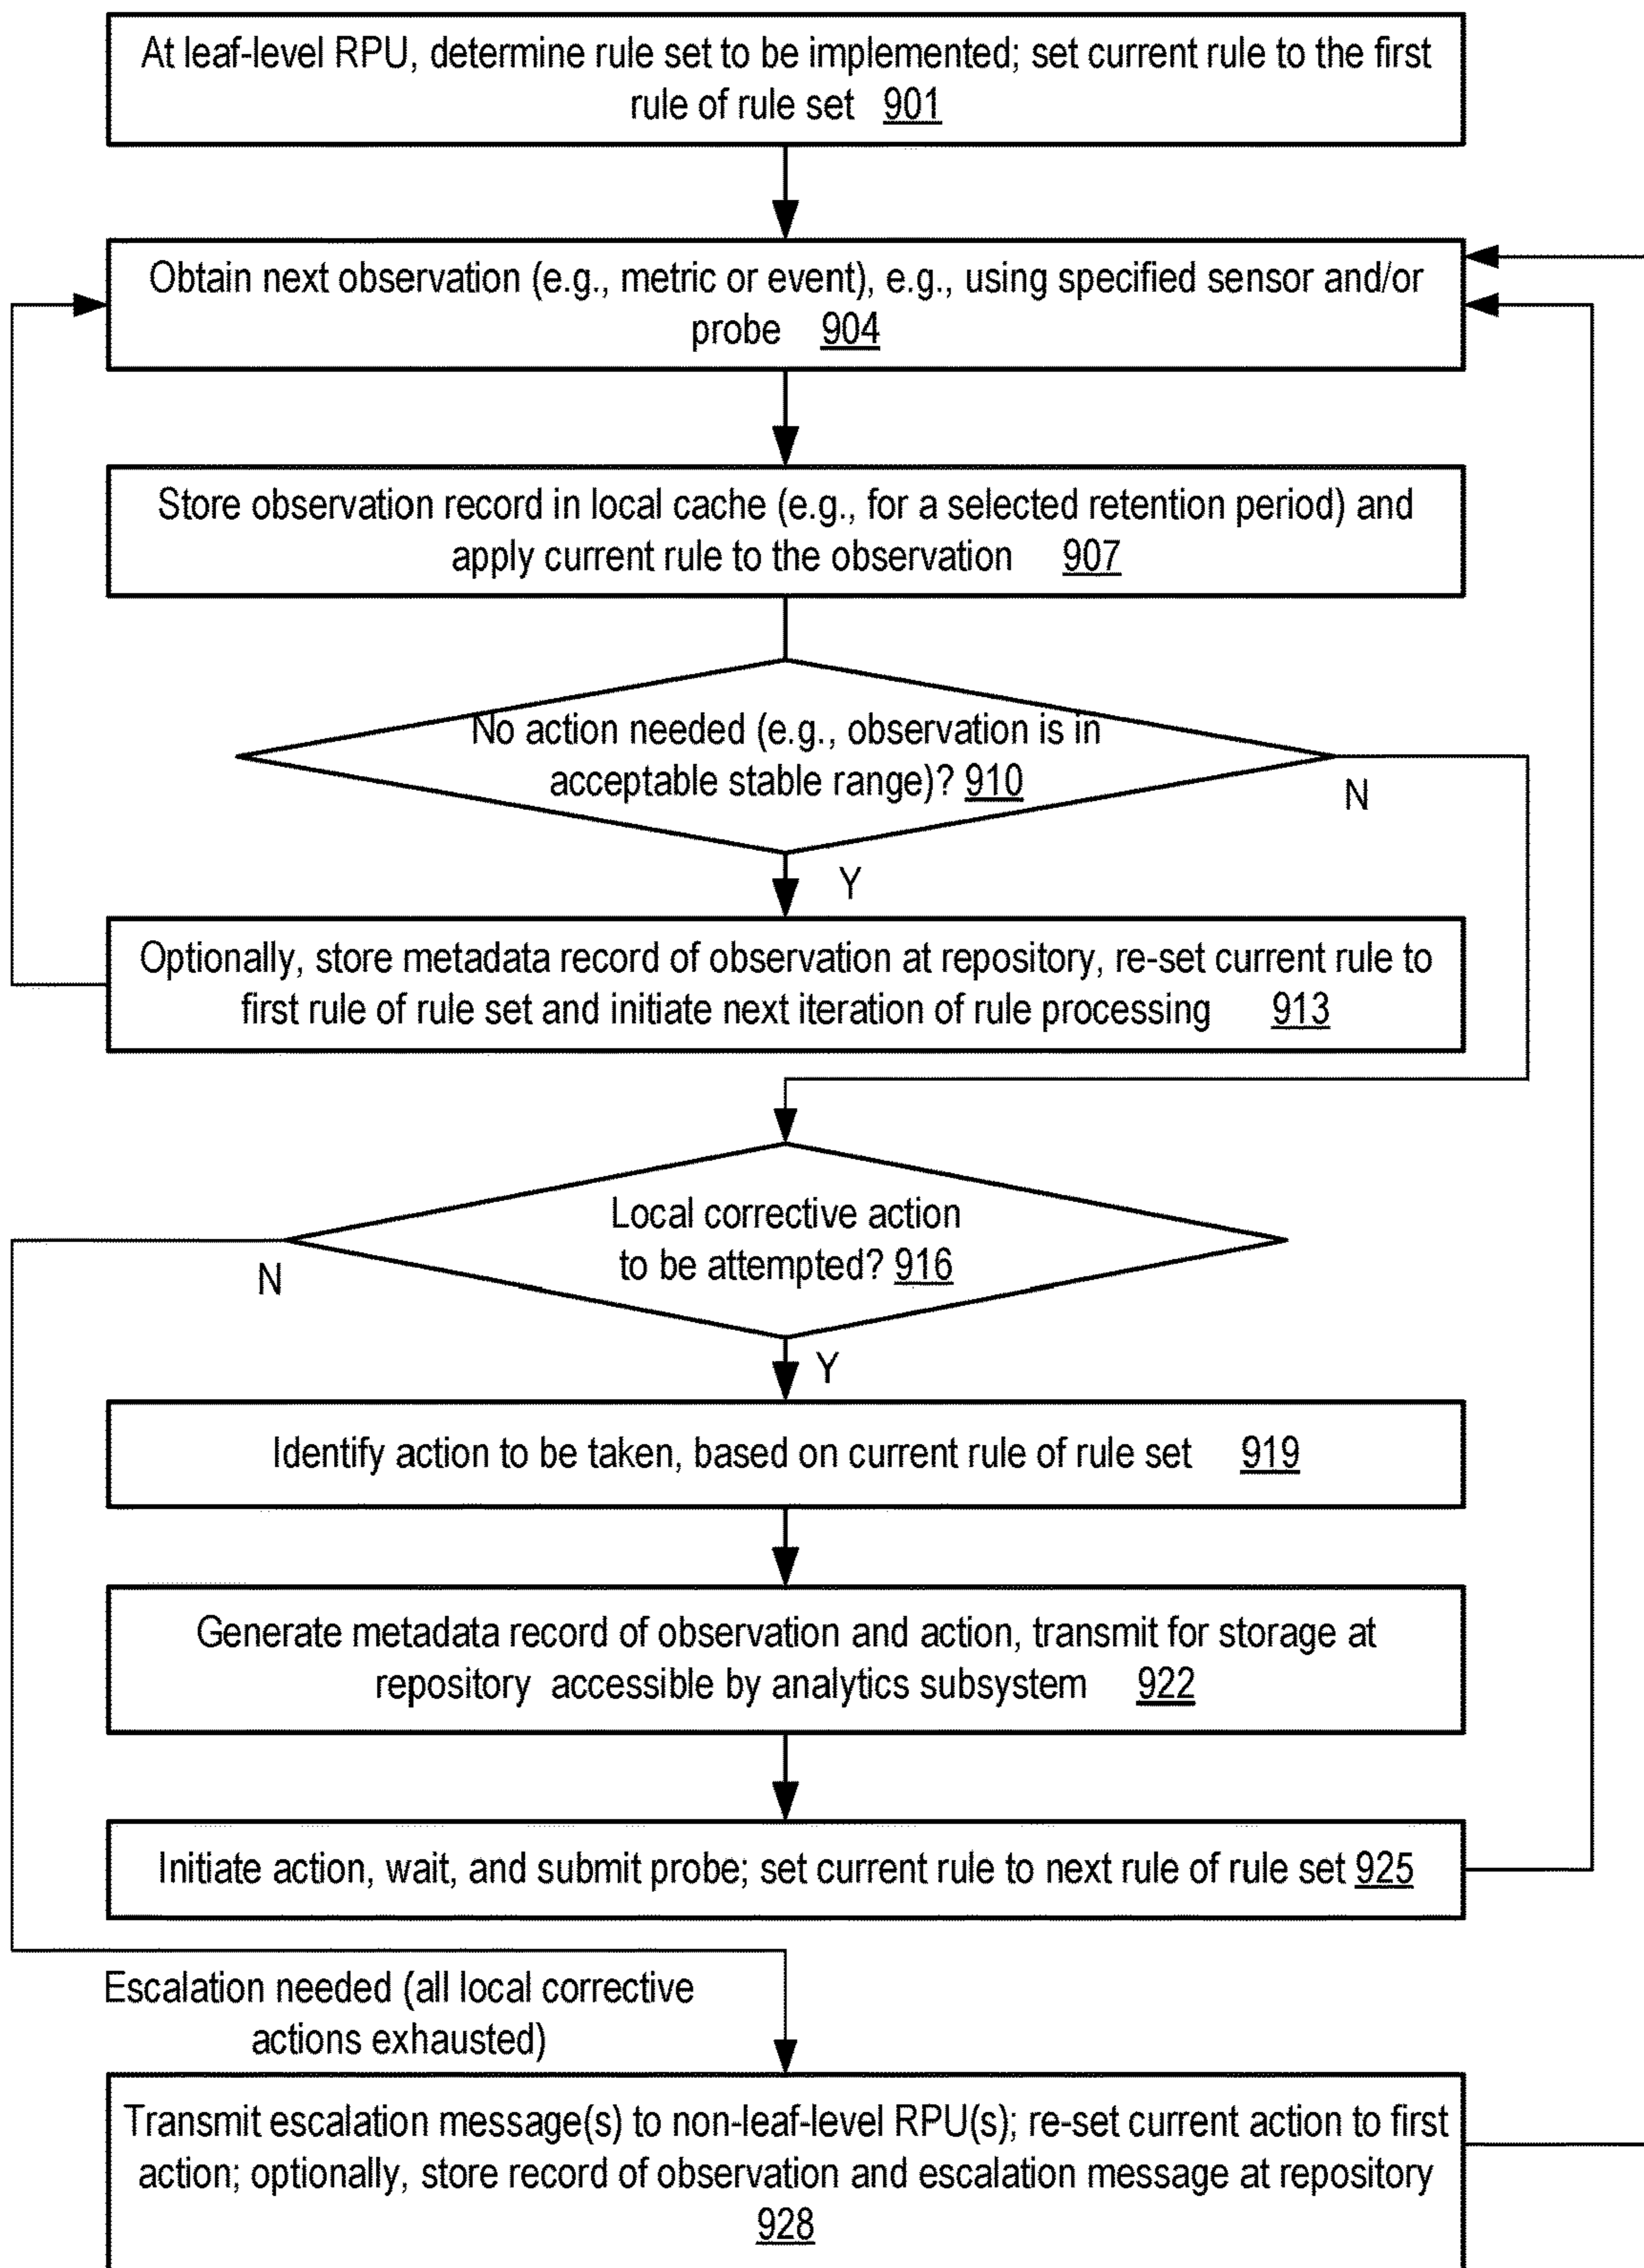 At leaf-level RPU, determine rule set to be implemented; set current rule to the first
rule of rule set 901
Obtain next observation (e.g., metric or event), e.g., using specified sensor and/or
probe 904
Store observation record in local cache (e.g., for a selected retention period) and
apply current rule to the observation 907
No action needed (e.g., observation is in
acceptable stable range)? 910
N
Y
Optionally, store metadata record of observation at repository, re-set current rule to
first rule of rule set and initiate next iteration of rule processing 913
Local corrective action
to be attempted? 916
N
Y
Identify action to be taken, based on current rule of rule set 919
Generate metadata record of observation and action, transmit for storage at
repository accessible by analytics subsystem 922
Initiate action, wait, and submit probe; set current rule to next rule of rule set 925
Escalation needed (all local corrective
actions exhausted)
Transmit escalation message(s) to non-leaf-level RPU(s); re-set current action to first
action; optionally, store record of observation and escalation message at repository
928